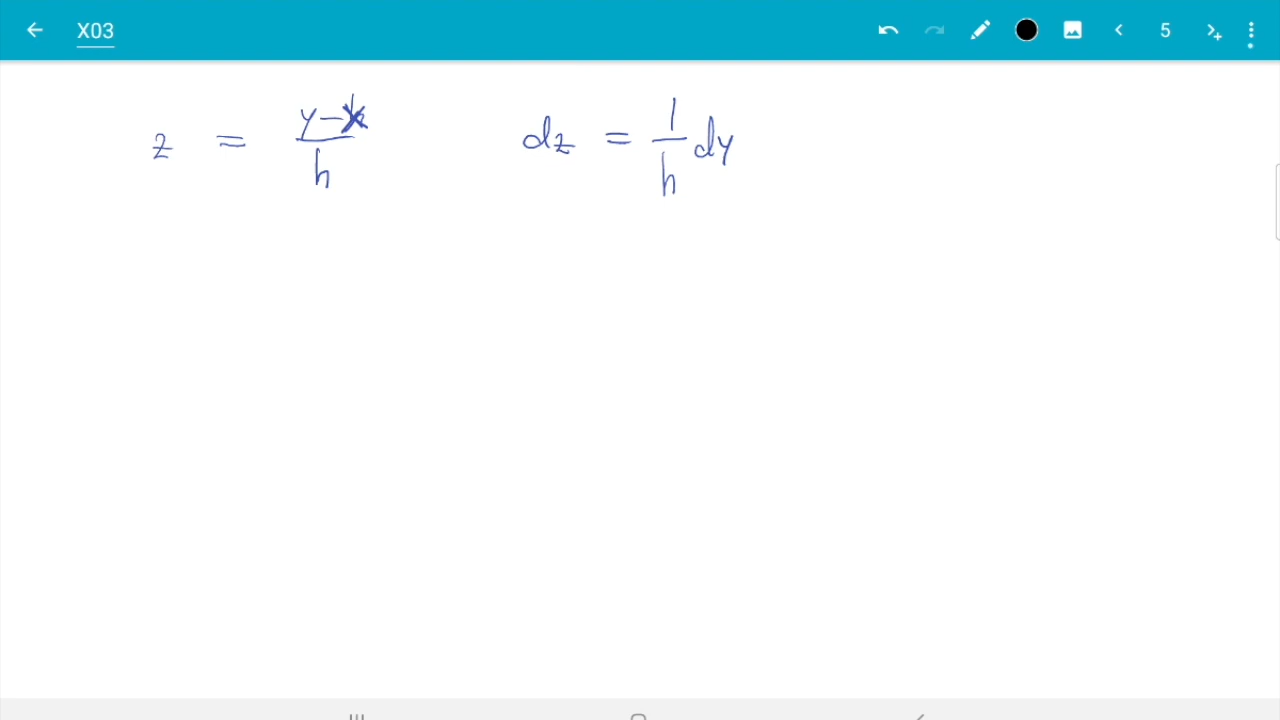 X03
5
z = (y-x)/h    dz = 1/h dy